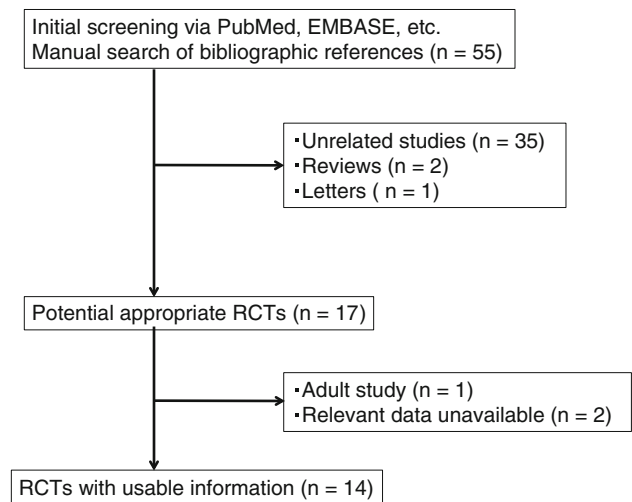 Initial screening via PubMed, EMBASE, etc.
Manual search of bibliographic references (n = 55)
・Unrelated studies (n = 35)
・Reviews (n = 2)
・Letters ( n = 1)
Potential appropriate RCTs (n = 17)
・Adult study (n = 1)
・Relevant data unavailable (n = 2)
RCTs with usable information (n = 14)